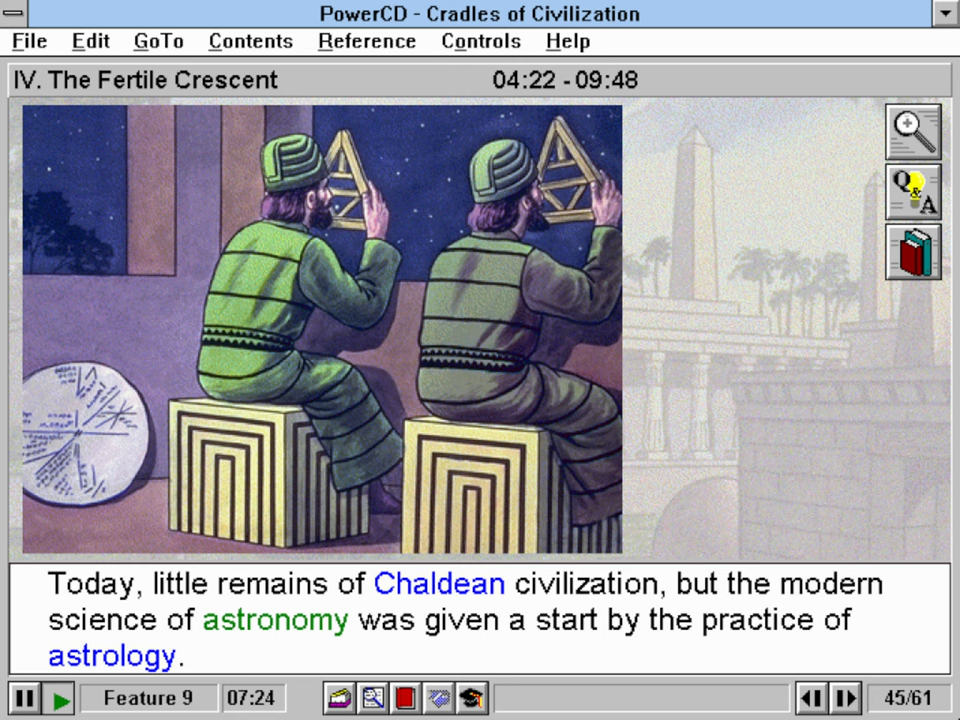 PowerCD - Cradles of Civilization
File Edit GoTo Contents Reference Controls Help
IV. The Fertile Crescent 04:22 - 09:48
Q & A
Today, little remains of Chaldean civilization, but the modern
science of astronomy was given a start by the practice of
astrology.
Feature 9 07:24 45/61